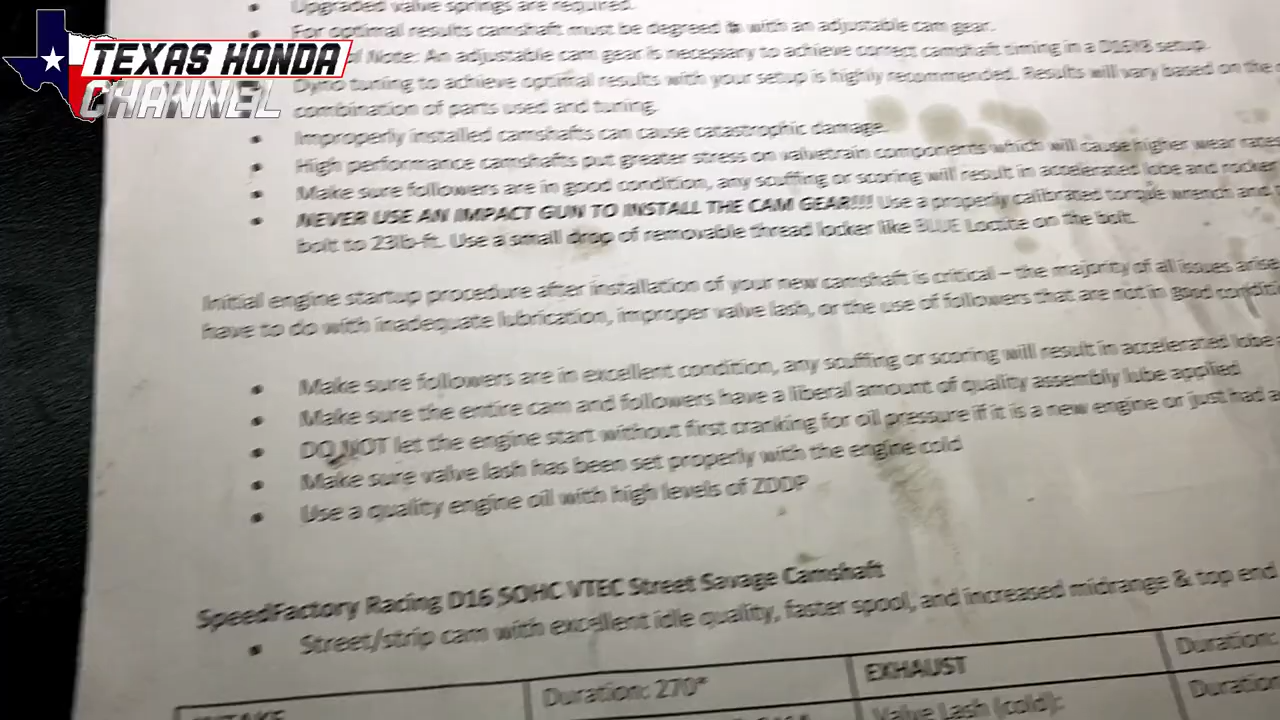 TEXAS HONDA
CHANNEL
Upgraded valve springs are required.
For optimal results camshaft must be degreed with an adjustable cam gear.
Note: An adjustable cam gear is necessary to achieve correct camshaft timing in a D16Y8 setup.
Dyno tuning to achieve optimal results with your setup is highly recommended. Results will vary based on the
combination of parts used and tuning.
Improperly installed camshafts can cause catastrophic damage.
High performance camshafts put greater stress on valvetrain components which will cause higher wear rates
Make sure followers are in good condition, any scuffing or scoring will result in accelerated lobe and rocker
NEVER USE AN IMPACT GUN TO INSTALL THE CAM GEAR!!! Use a properly calibrated torque wrench and
bolt to 23lb-ft. Use a small drop of removable thread locker like BLUE Loctite on the bolt.
Initial engine startup procedure after installation of your new camshaft is critical – the majority of all issues arise
have to do with inadequate lubrication, improper valve lash, or the use of followers that are not in good
Make sure followers are in excellent condition, any scuffing or scoring will result in accelerated lobe
Make sure the entire cam and followers have a liberal amount of quality assembly lube applied
DO NOT let the engine start without first cranking for oil pressure if it is a new engine or just had
Make sure valve lash has been set properly with the engine cold
Use a quality engine oil with high levels of ZDDP
SpeedFactory Racing D16 SOHC VTEC Street Savage Camshaft
Street/strip cam with excellent idle quality, faster spool, and increased midrange & top end
INTAKE
Duration: 270°
EXHAUST
Valve Lash (cold):
Duration:
Duration